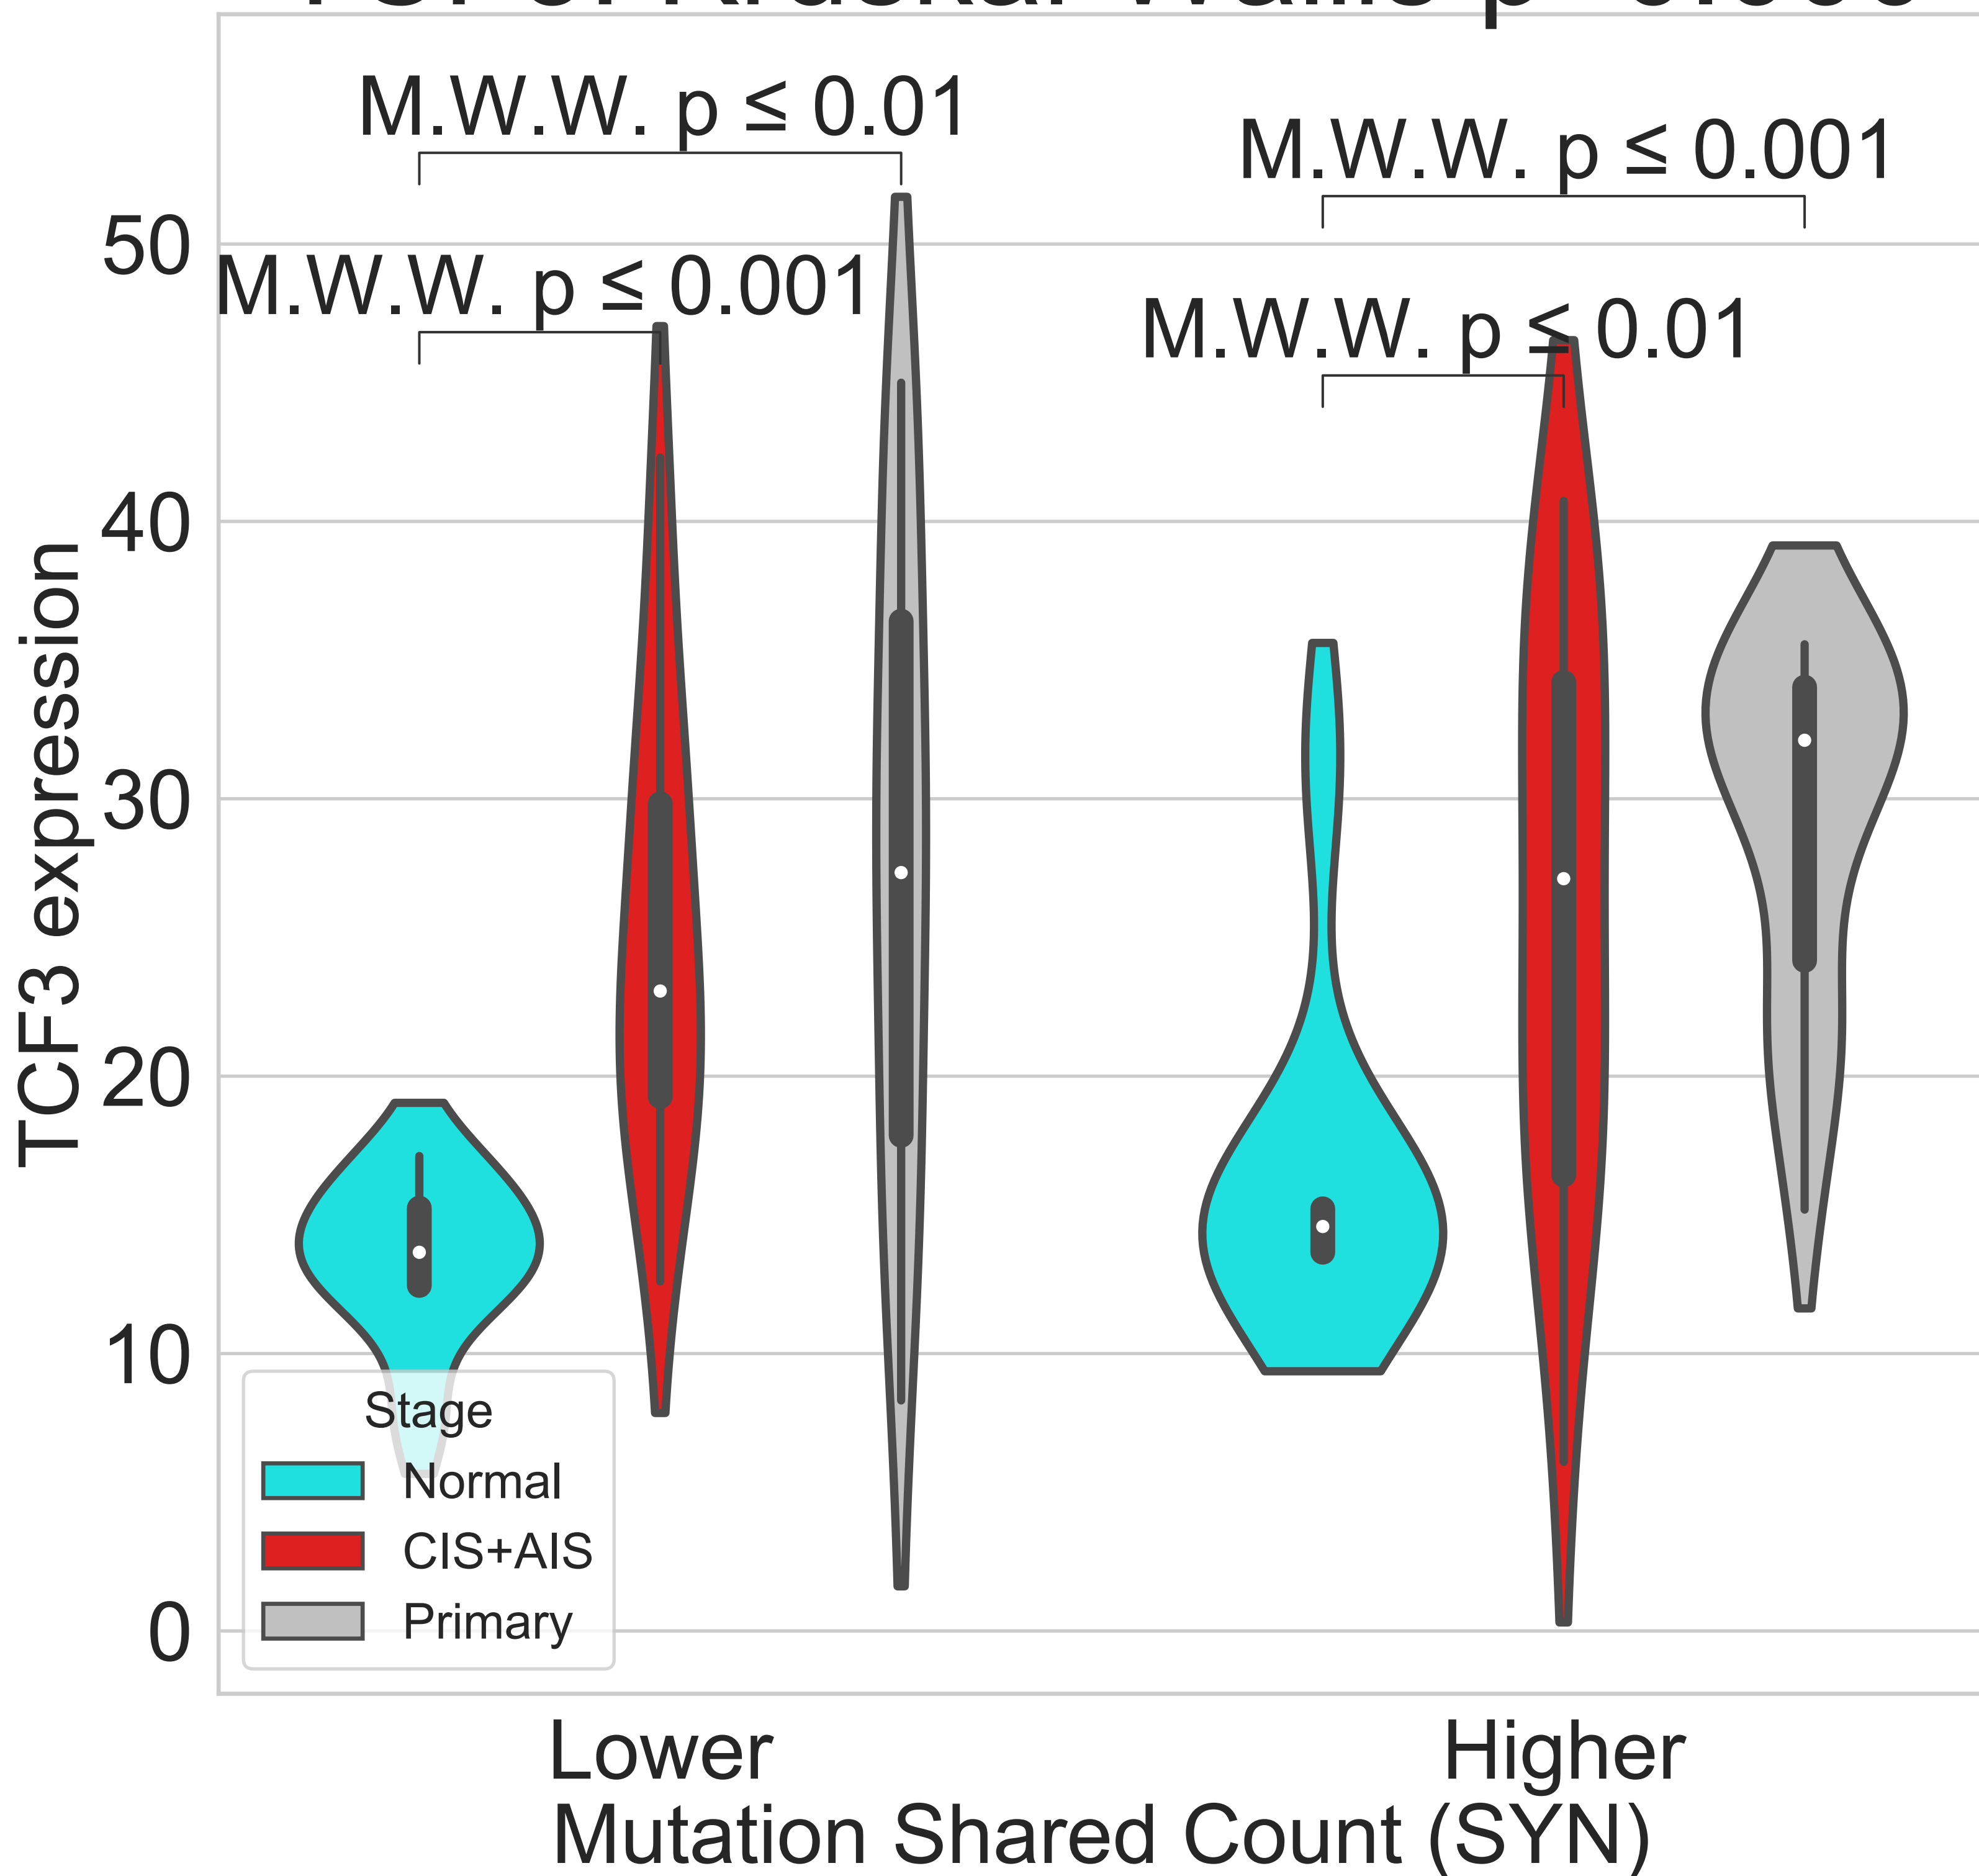 M.W.W. p ≤ 0.01
M.W.W. p ≤ 0.001
M.W.W. p ≤ 0.001
M.W.W. p ≤ 0.01
50
40
30
20
10
0
TCF3 expression
Stage
Normal
CIS+AIS
Primary
Lower
Higher
Mutation Shared Count (SYN)